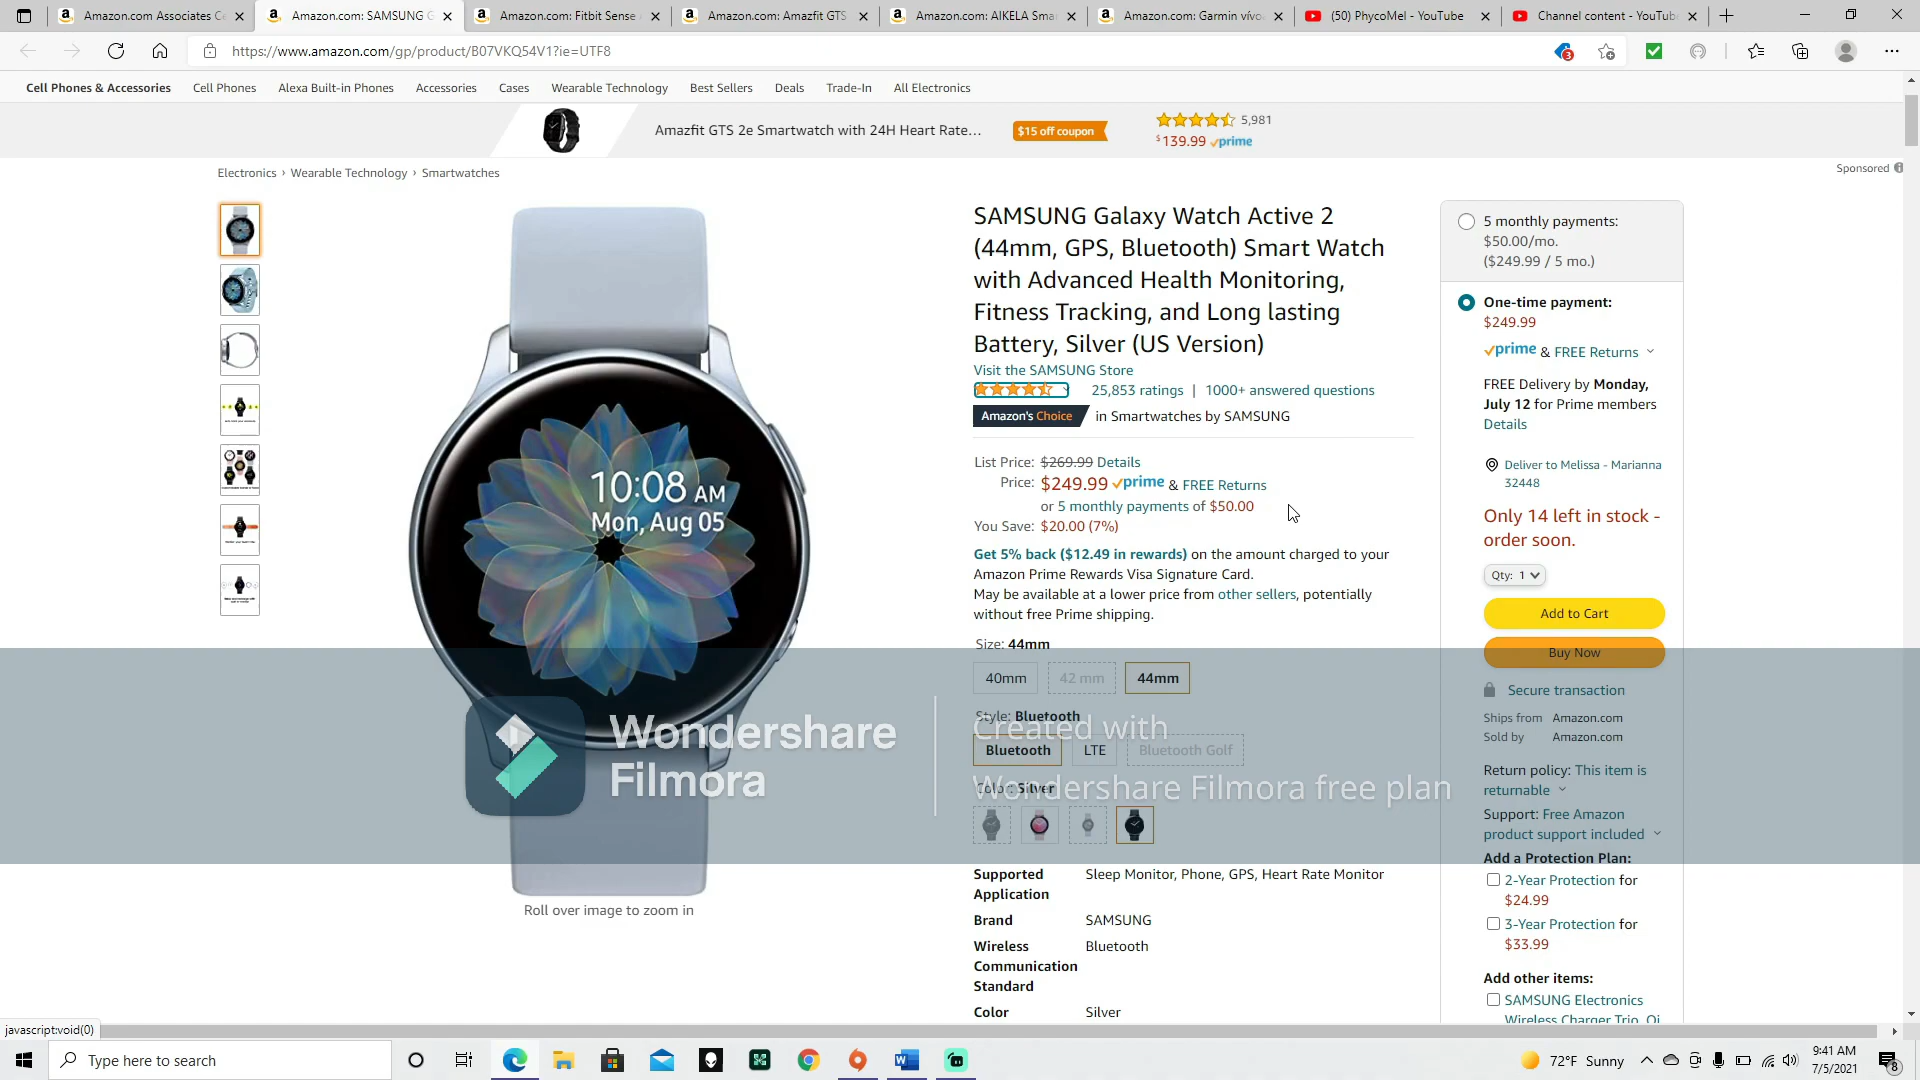 Amazon.com Associates Ce
Amazon.com: SAMSUNG G
Amazon.com: Fitbit Sense
Amazon.com: Amazfit GTS
Amazon.com: AIKELA Sma
Amazon.com: Garmin vívo
(50) PhycoMel - YouTube
Channel content - YouTub
https://www.amazon.com/gp/product/B07VKQ54V1?ie=UTF8
3
Cell Phones & Accessories
Cell Phones
Alexa Built-in Phones
Accessories
Cases
Wearable Technology
Best Sellers
Deals
Trade-In
All Electronics
Amazfit GTS 2e Smartwatch with 24H Heart Rate...
$15 off coupon
5,981
$139.99 prime
Sponsored
Electronics › Wearable Technology › Smartwatches
10:08 AM
Mon, Aug 05
Roll over image to zoom in
SAMSUNG Galaxy Watch Active 2
(44mm, GPS, Bluetooth) Smart Watch
with Advanced Health Monitoring,
Fitness Tracking, and Long lasting
Battery, Silver (US Version)
Visit the SAMSUNG Store
25,853 ratings | 1000+ answered questions
Amazon's Choice in Smartwatches by SAMSUNG
List Price: $269.99 Details
Price: $249.99 prime & FREE Returns
or 5 monthly payments of $50.00
You Save: $20.00 (7%)
Get 5% back ($12.49 in rewards) on the amount charged to your
Amazon Prime Rewards Visa Signature Card.
May be available at a lower price from other sellers, potentially
without free Prime shipping.
Size: 44mm
40mm
42 mm
44mm
Style: Bluetooth
Bluetooth
LTE
Bluetooth Golf
Color: Silver
Wondershare
Filmora
Created with
Wondershare Filmora free plan
Supported
Application
Sleep Monitor, Phone, GPS, Heart Rate Monitor
Brand
SAMSUNG
Wireless
Communication
Standard
Bluetooth
Color
Silver
5 monthly payments:
$50.00/mo.
($249.99 / 5 mo.)
One-time payment:
$249.99
prime & FREE Returns
FREE Delivery by Monday,
July 12 for Prime members
Details
Deliver to Melissa - Marianna
32448
Only 14 left in stock -
order soon.
Qty: 1
Add to Cart
Buy Now
Secure transaction
Ships from Amazon.com
Sold by Amazon.com
Return policy: This item is
returnable
Support: Free Amazon
product support included
Add a Protection Plan:
2-Year Protection for
$24.99
3-Year Protection for
$33.99
Add other items:
SAMSUNG Electronics
Wireless Charger Trio, Qi
javascript:void(0)
Type here to search
72°F Sunny
9:41 AM
7/5/2021
8